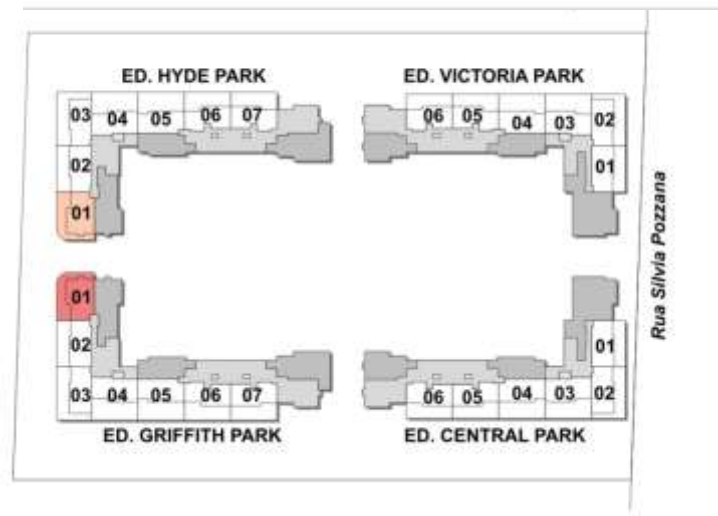 ED. HYDE PARK
03 04 05 06 07
02
01
ED. VICTORIA PARK
06 05 04 03 02
01
Rua Silvia Pozzana
01
02
03 04 05 06 07
ED. GRIFFITH PARK
01
06 05 04 03 02
ED. CENTRAL PARK